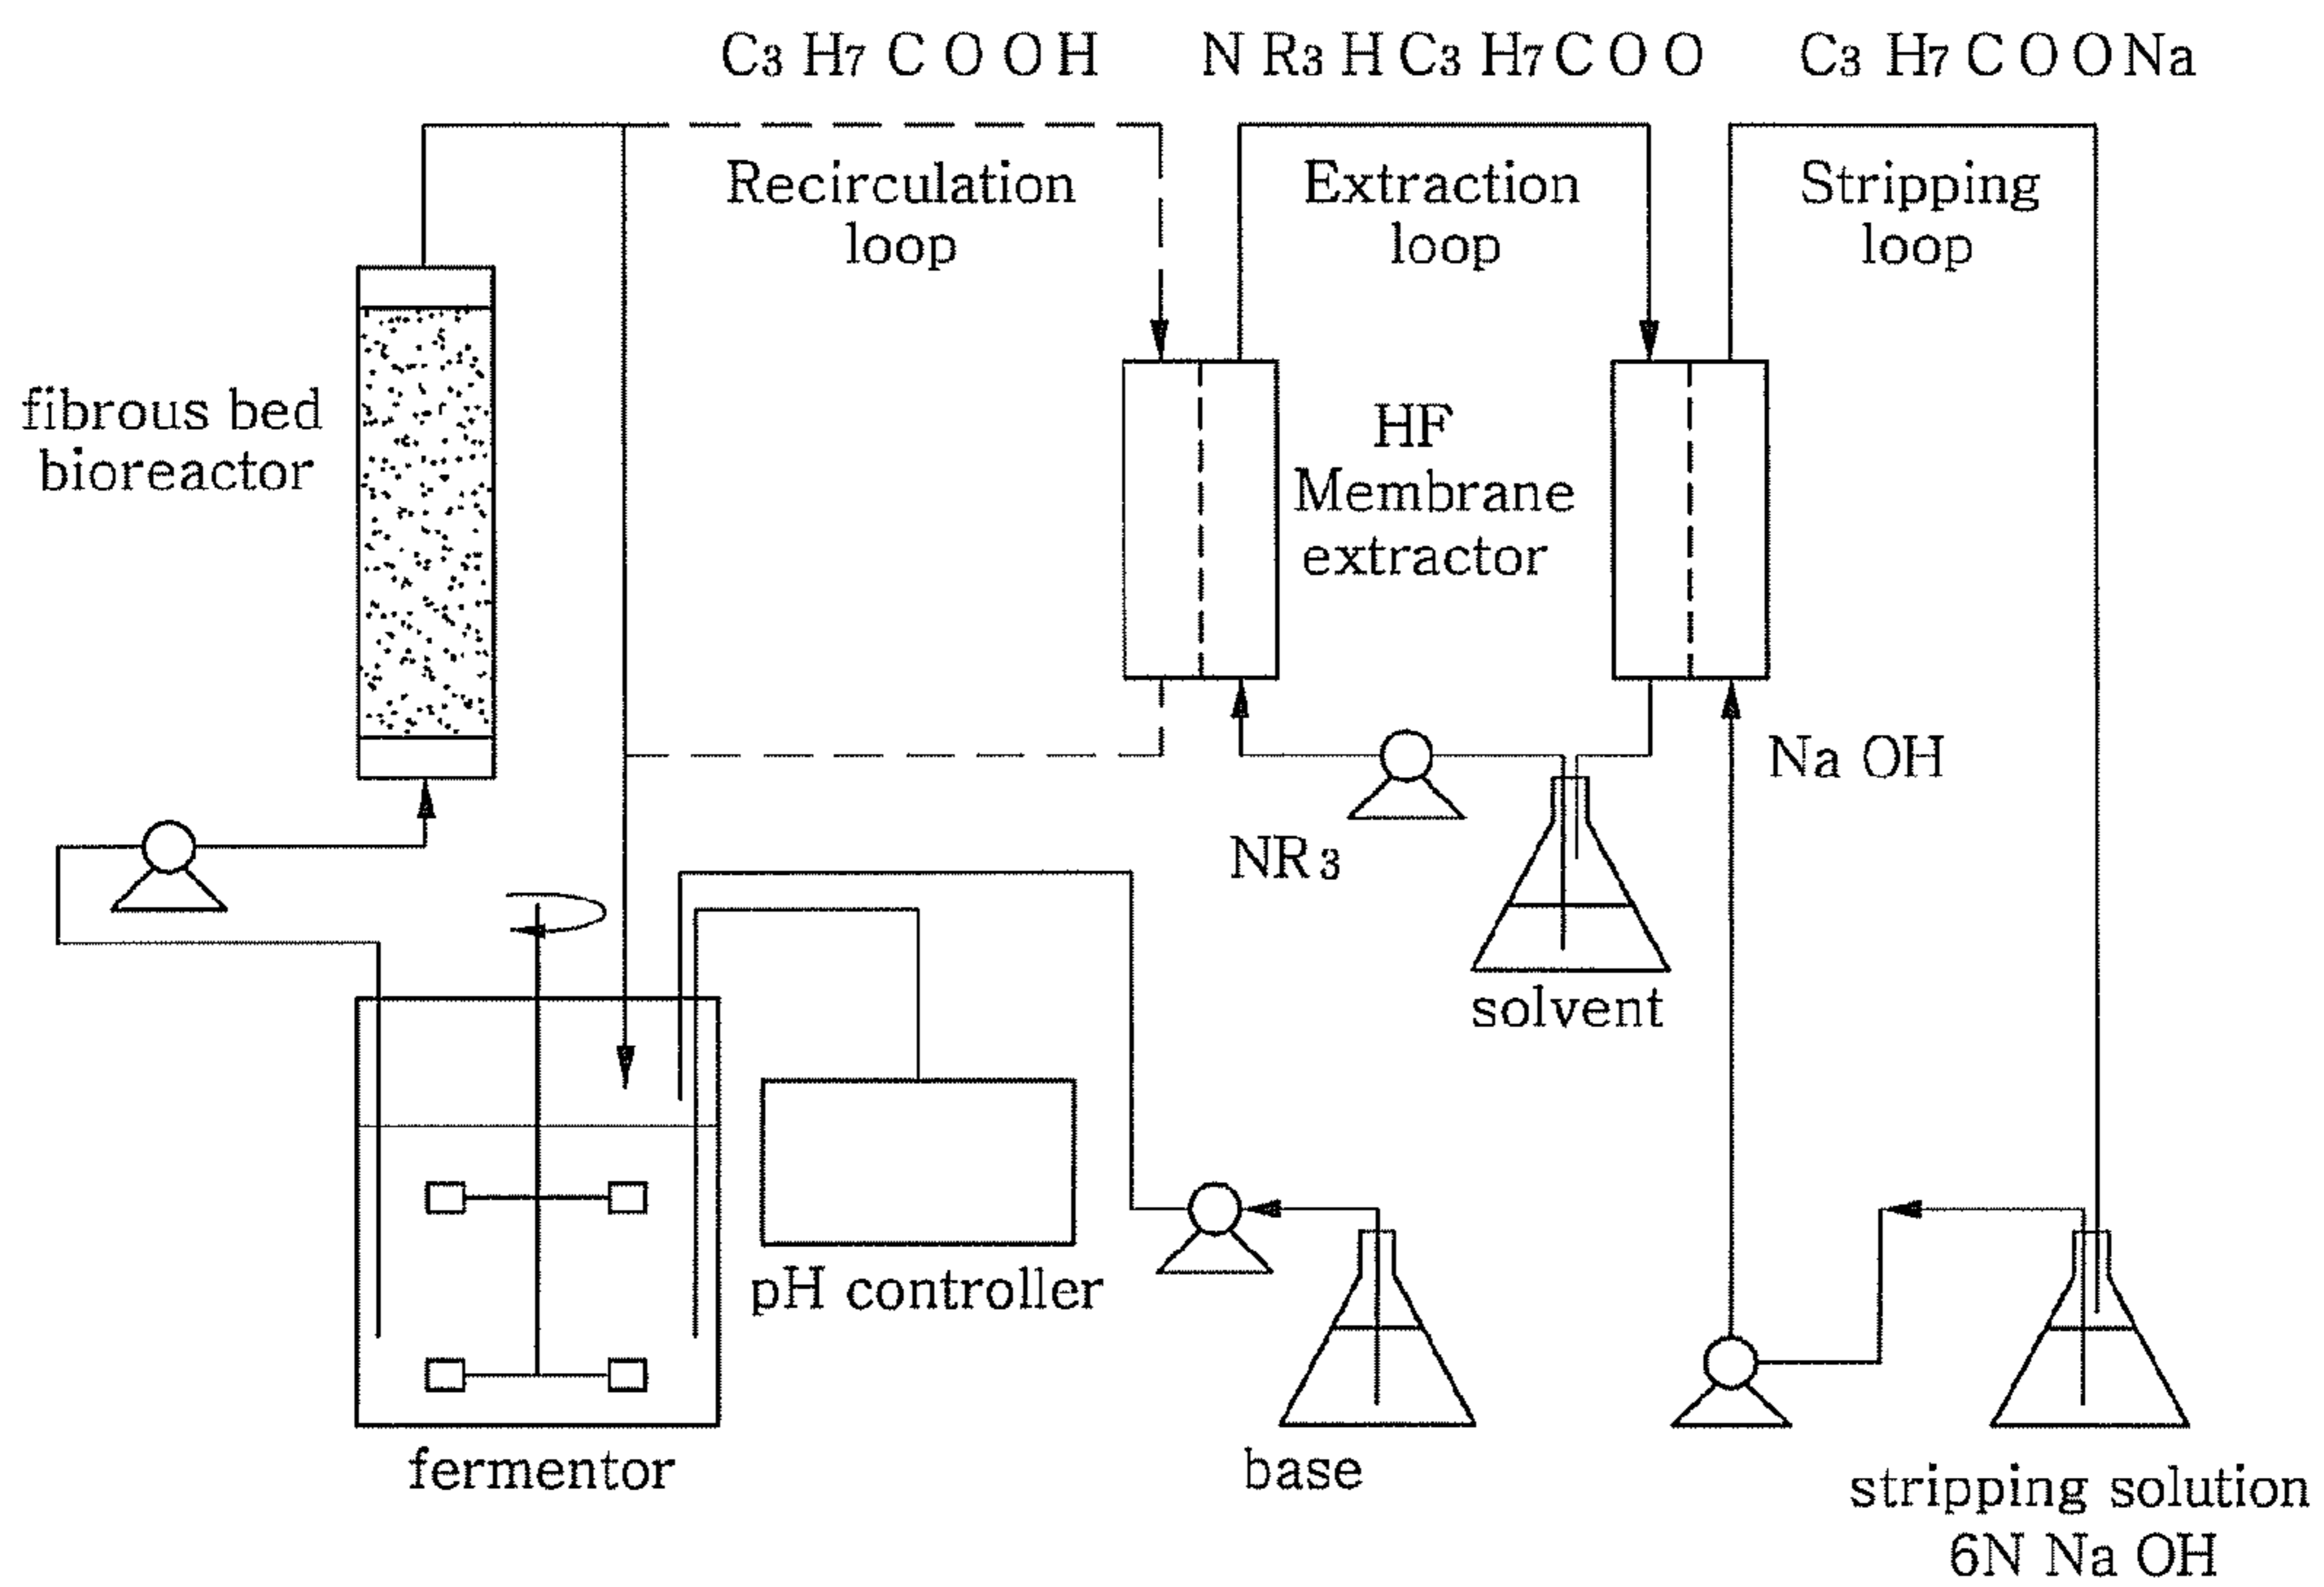 C3 H7 C O O H
N R3 H C3 H7 C O O
C3 H7 C O O Na
Recirculation
loop
Extraction
loop
Stripping
loop
fibrous bed
bioreactor
HF
Membrane
extractor
Na OH
NR3
solvent
pH controller
fermentor
base
stripping solution
6N Na OH